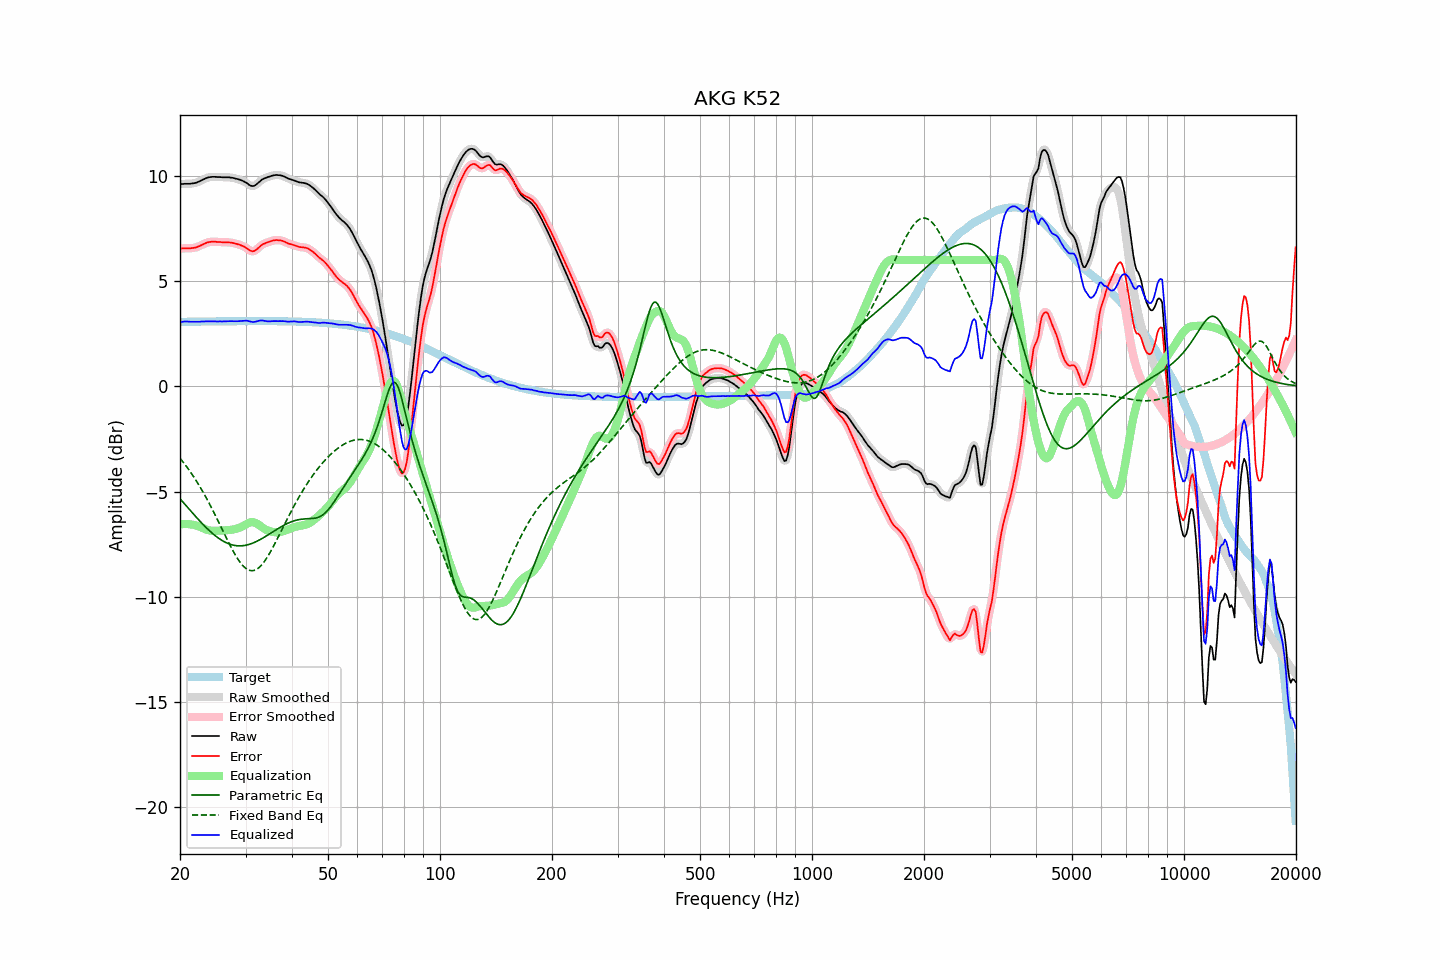 AKG K52
Amplitude (dBr)
10
5
0
−5
−10
−15
−20
Target
Raw Smoothed
Error Smoothed
Raw
Error
Equalization
Parametric Eq
Fixed Band Eq
Equalized
20 50 100 200 500 1000 2000 5000 10000 20000
Frequency (Hz)